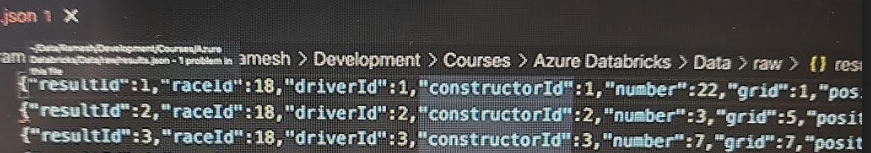 .json 1 ×
~/Data/Ramesh/Development/Courses/Azure
Databricks/Data/raw/results.json - 1 problem in
this file
am
amesh > Development > Courses > Azure Databricks > Data > raw > {} res
{"resultId":1,"raceId":18,"driverId":1,"constructorId":1,"number":22,"grid":1,"pos
{"resultId":2,"raceId":18,"driverId":2,"constructorId":2,"number":3,"grid":5,"posit
{"resultId":3,"raceId":18,"driverId":3,"constructorId":3,"number":7,"grid":7,"posit